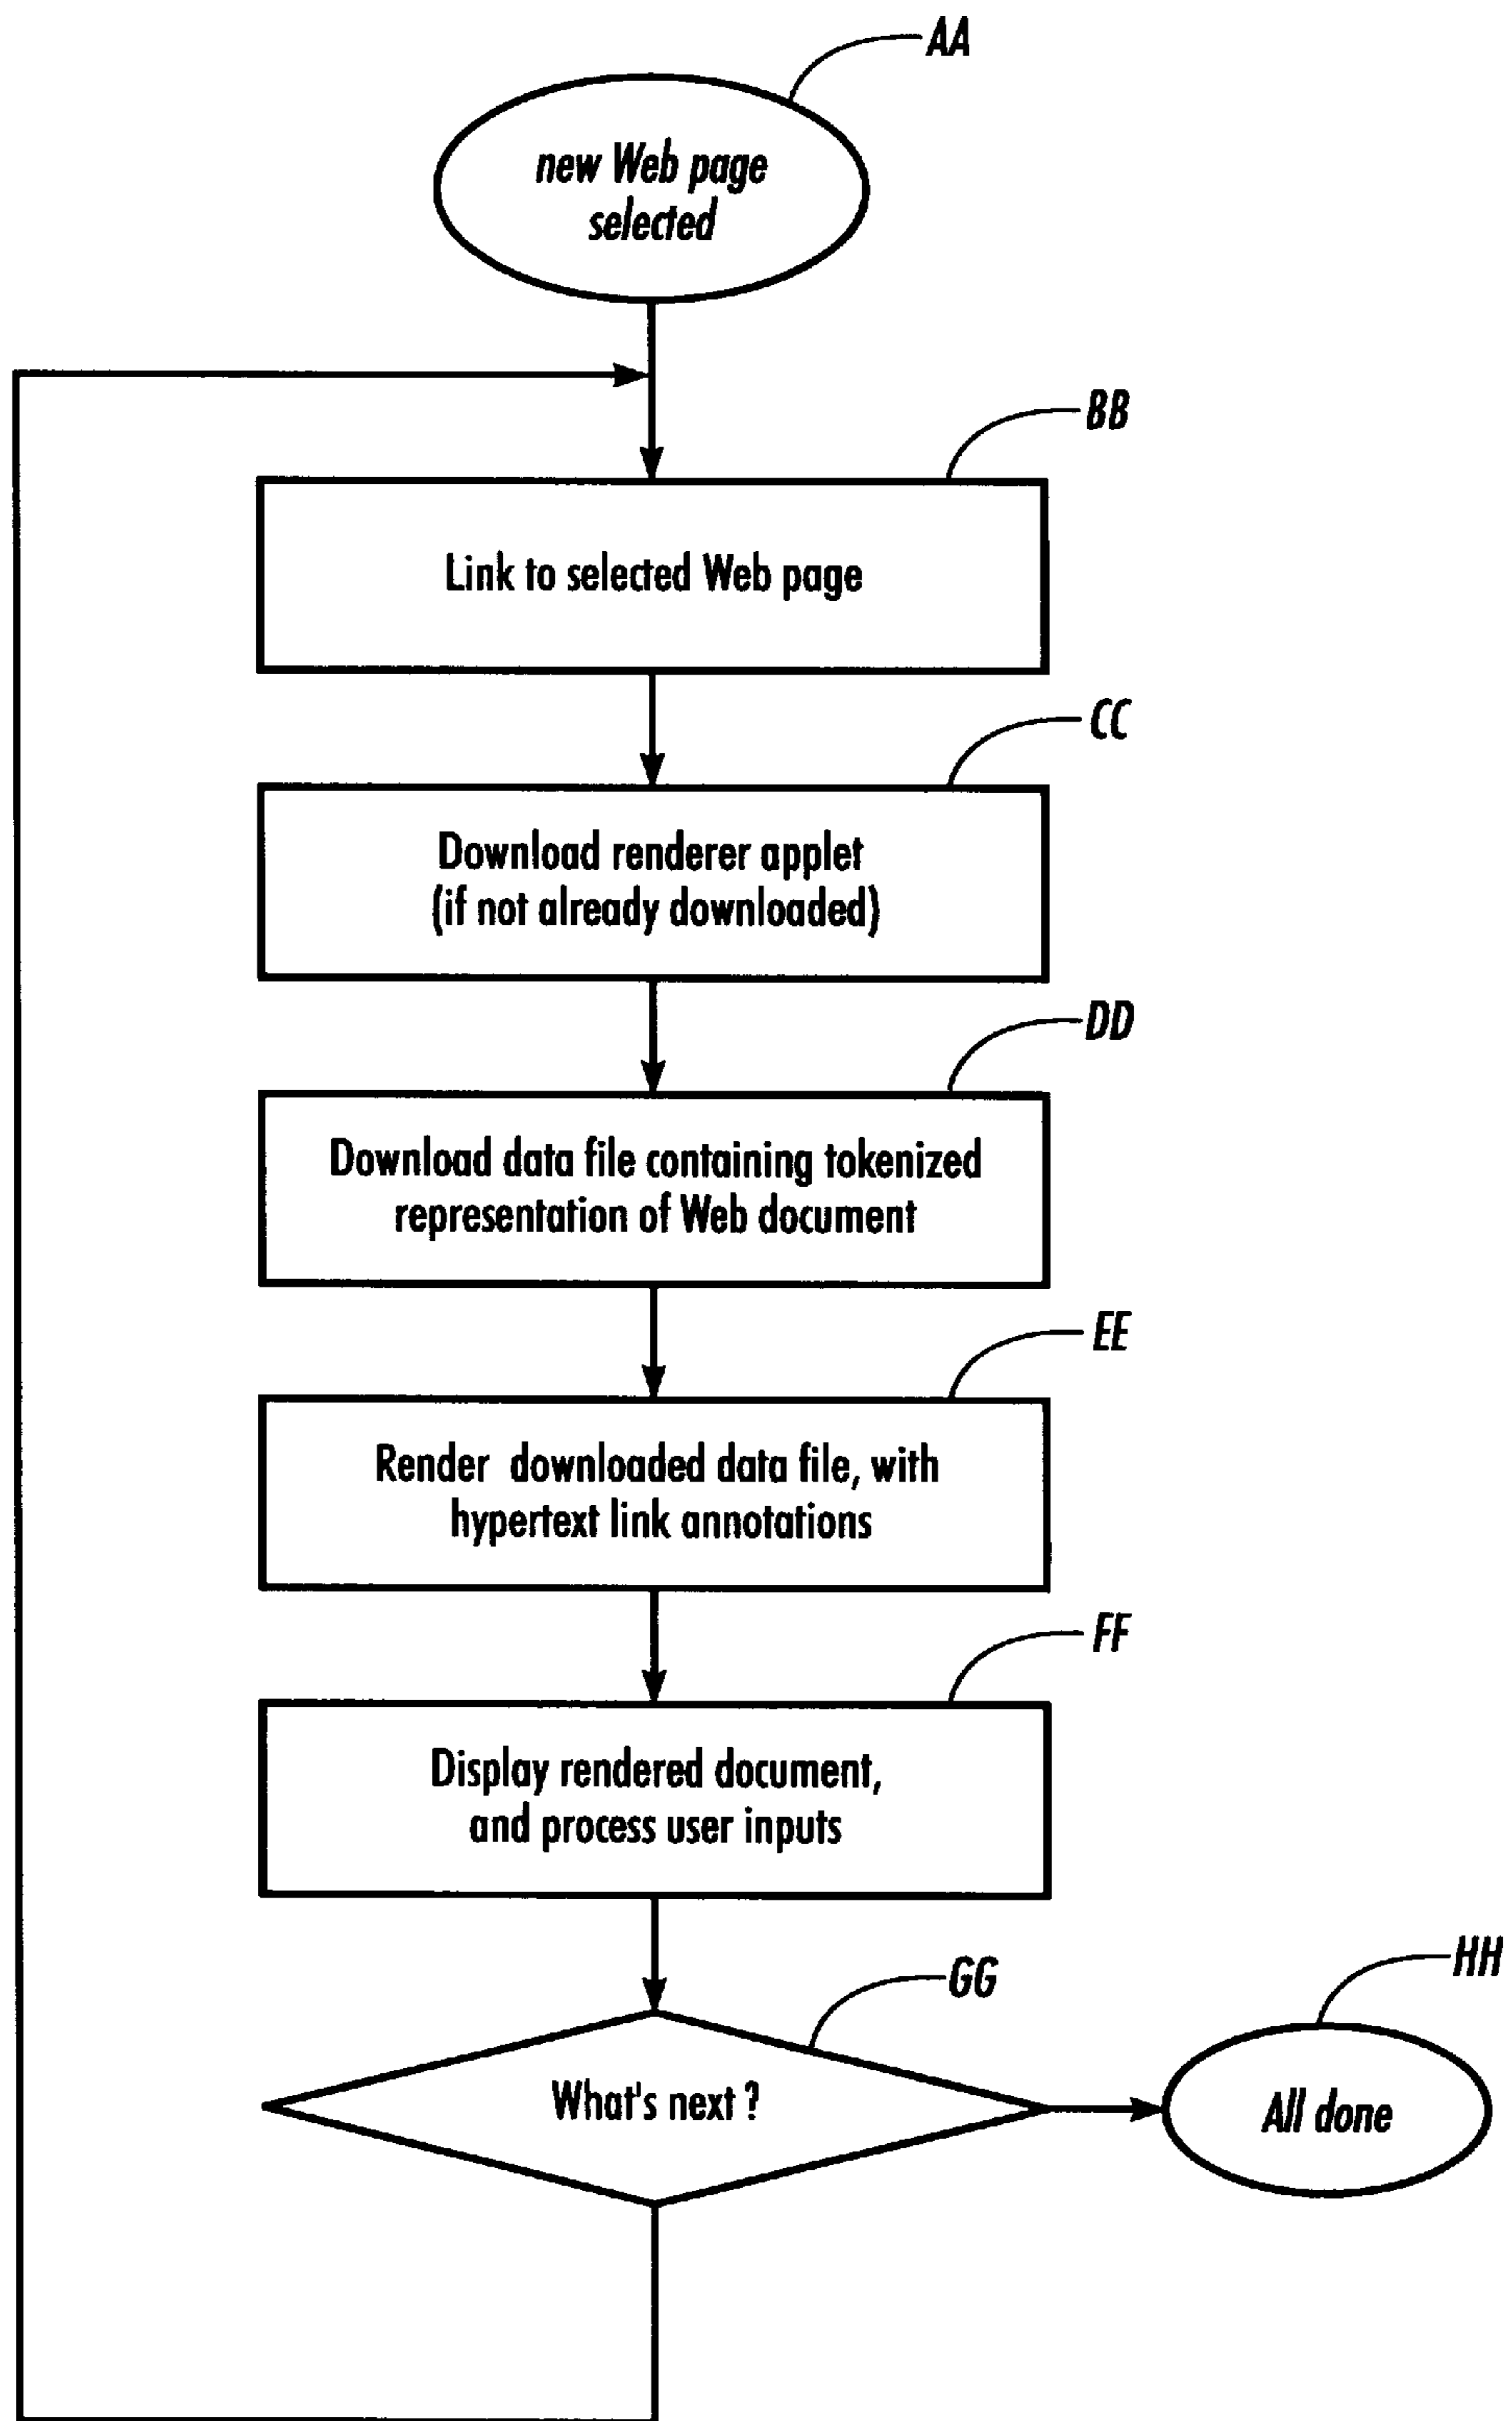 AA
new Web page
selected
BB
Link to selected Web page
CC
Download renderer applet
(if not already downloaded)
DD
Download data file containing tokenized
representation of Web document
EE
Render downloaded data file, with
hypertext link annotations
FF
Display rendered document,
and process user inputs
GG
HH
What's next ?
All done